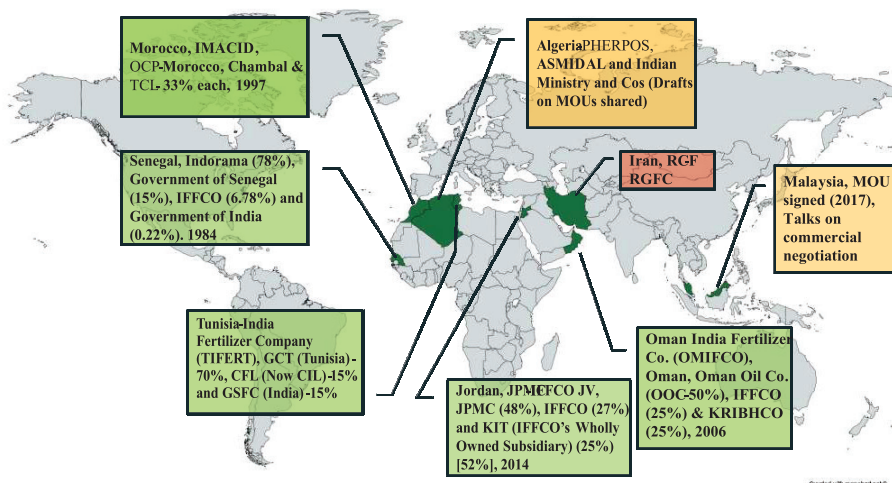 Morocco, IMACID,
OCP-Morocco, Chambal &
TCL- 33% each, 1997
Algeria-PHERPOS,
ASMIDAL and Indian
Ministry and Cos (Drafts
on MOUs shared)
Senegal, Indorama (78%),
Government of Senegal
(15%), IFFCO (6.78%) and
Government of India
(0.22%). 1984
Iran, RGF
RGFC
Malaysia, MOU
signed (2017),
Talks on
commercial
negotiation
Tunisia-India
Fertilizer Company
(TIFERT), GCT (Tunisia) -
70%, CFL (Now CIL)-15%
and GSFC (India) -15%
Jordan, JPMC-IFFCO JV,
JPMC (48%), IFFCO (27%)
and KIT (IFFCO's Wholly
Owned Subsidiary) (25%)
[52%], 2014
Oman India Fertilizer
Co. (OMIFCO),
Oman, Oman Oil Co.
(OOC-50%), IFFCO
(25%) & KRIBHCO
(25%), 2006